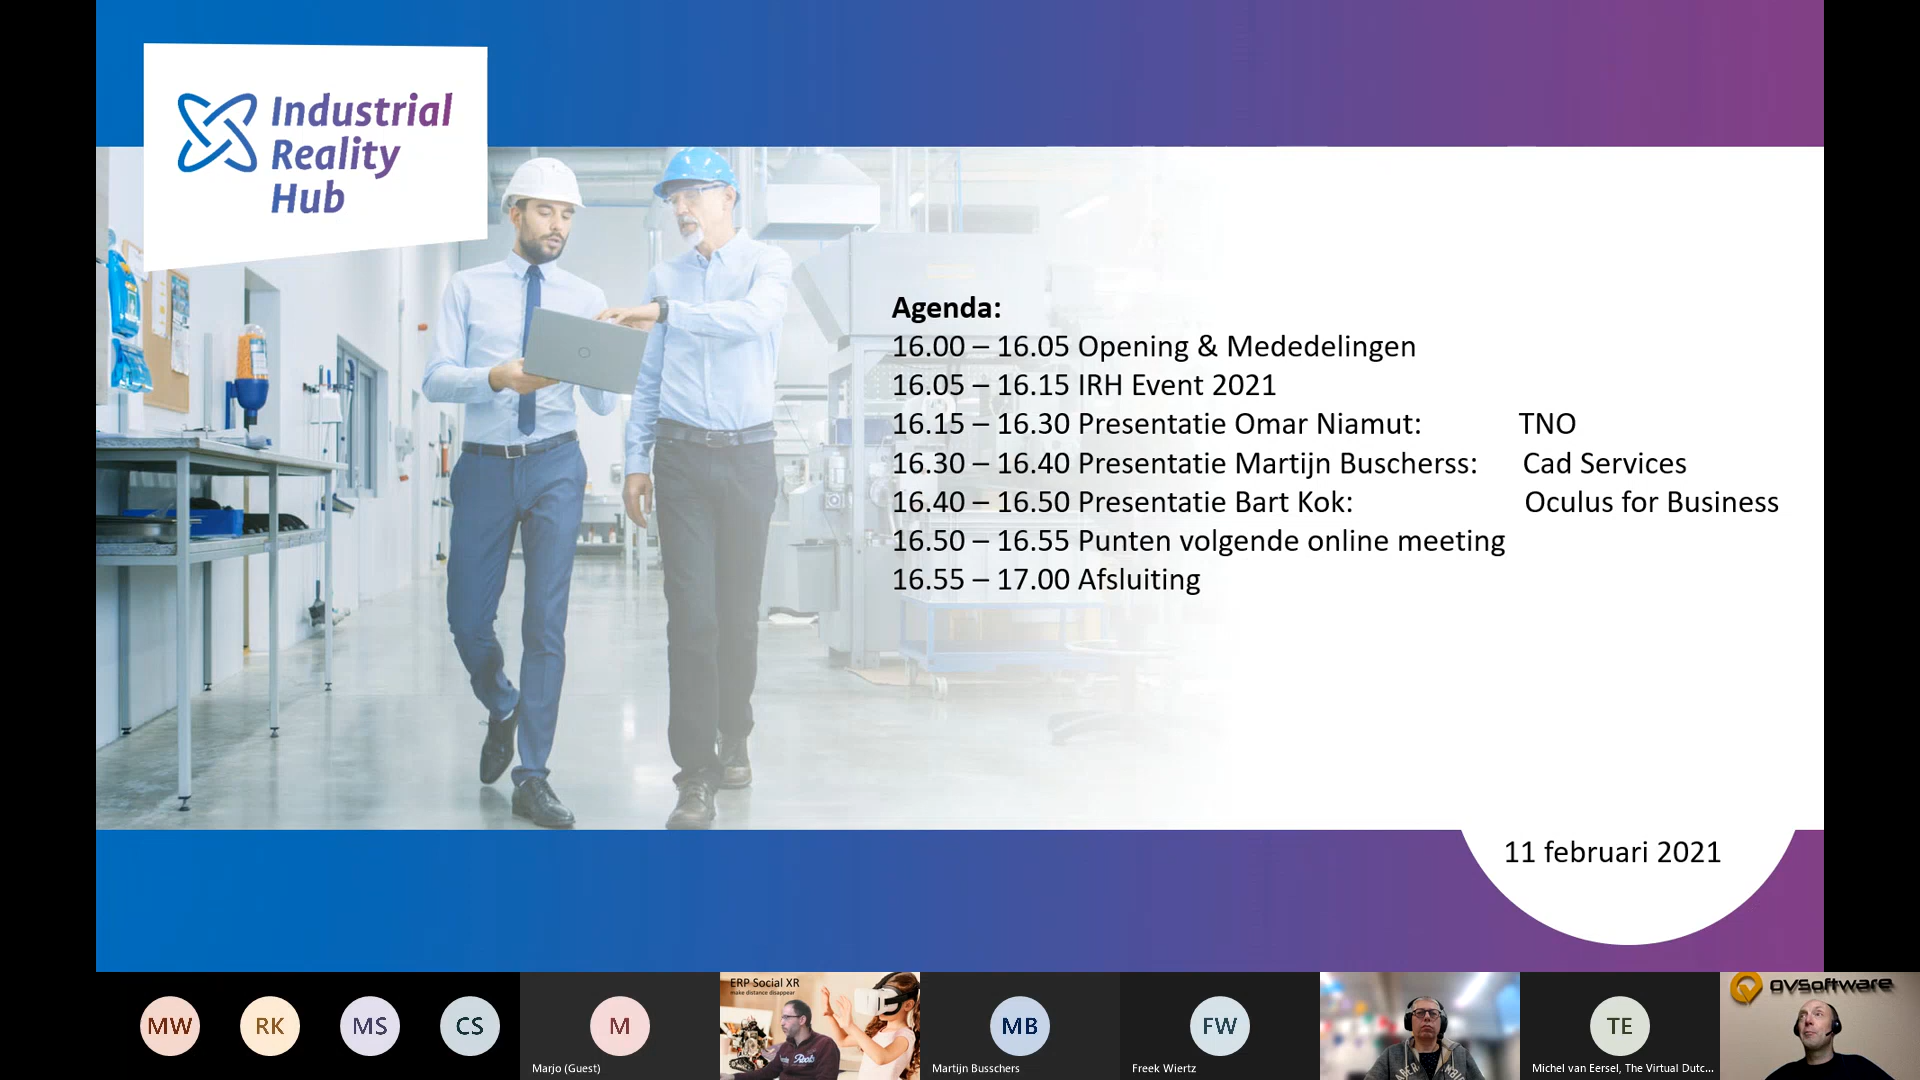 Industrial
Reality
Hub
Agenda:
16.00 – 16.05 Opening & Mededelingen
16.05 – 16.15 IRH Event 2021
16.15 – 16.30 Presentatie Omar Niamut: TNO
16.30 – 16.40 Presentatie Martijn Buscherss: Cad Services
16.40 – 16.50 Presentatie Bart Kok: Oculus for Business
16.50 – 16.55 Punten volgende online meeting
16.55 – 17.00 Afsluiting
11 februari 2021
MW
RK
MS
CS
M
Marjo (Guest)
ERP Social XR
make distance disappear
MB
Martijn Busschers
FW
Freek Wiertz
TE
Michel van Eersel, The Virtual Dutc...
OVSoftware